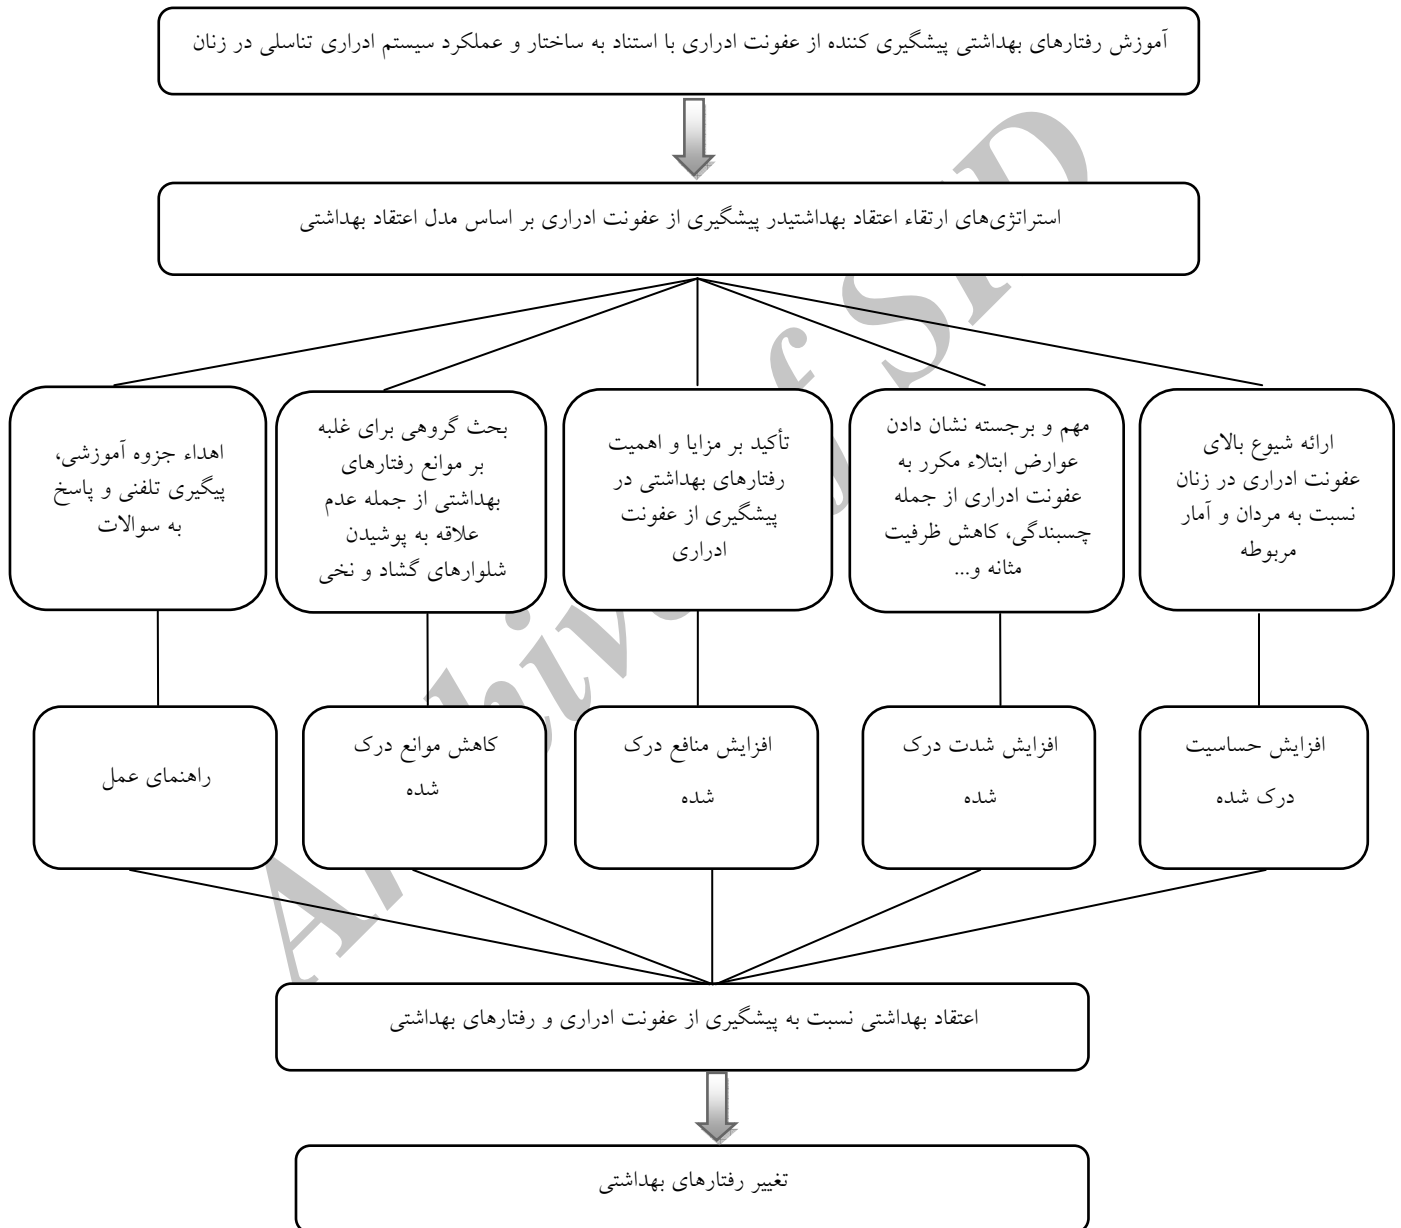 آموزش رفتارهای بهداشتی پیشگیری کننده از عفونت ادراری با استناد به ساختار و عملکرد سیستم ادراری تناسلی در زنان
استراتژی‌های ارتقاء اعتقاد بهداشتیدر پیشگیری از عفونت ادراری بر اساس مدل اعتقاد بهداشتی
ارائه شیوع بالای
عفونت ادراری در زنان
نسبت به مردان و آمار
مربوطه
مهم و برجسته نشان دادن
عوارض ابتلاء مکرر به
عفونت ادراری از جمله
چسبندگی، کاهش ظرفیت
مثانه و...
تأکید بر مزایا و اهمیت
رفتارهای بهداشتی در
پیشگیری از عفونت
ادراری
بحث گروهی برای غلبه
بر موانع رفتارهای
بهداشتی از جمله عدم
علاقه به پوشیدن
شلوارهای گشاد و نخی
اهداء جزوه آموزشی،
پیگیری تلفنی و پاسخ
به سوالات
افزایش حساسیت
درک شده
افزایش شدت درک
شده
افزایش منافع درک
شده
کاهش موانع درک
شده
راهنمای عمل
اعتقاد بهداشتی نسبت به پیشگیری از عفونت ادراری و رفتارهای بهداشتی
تغییر رفتارهای بهداشتی
Archive of SID